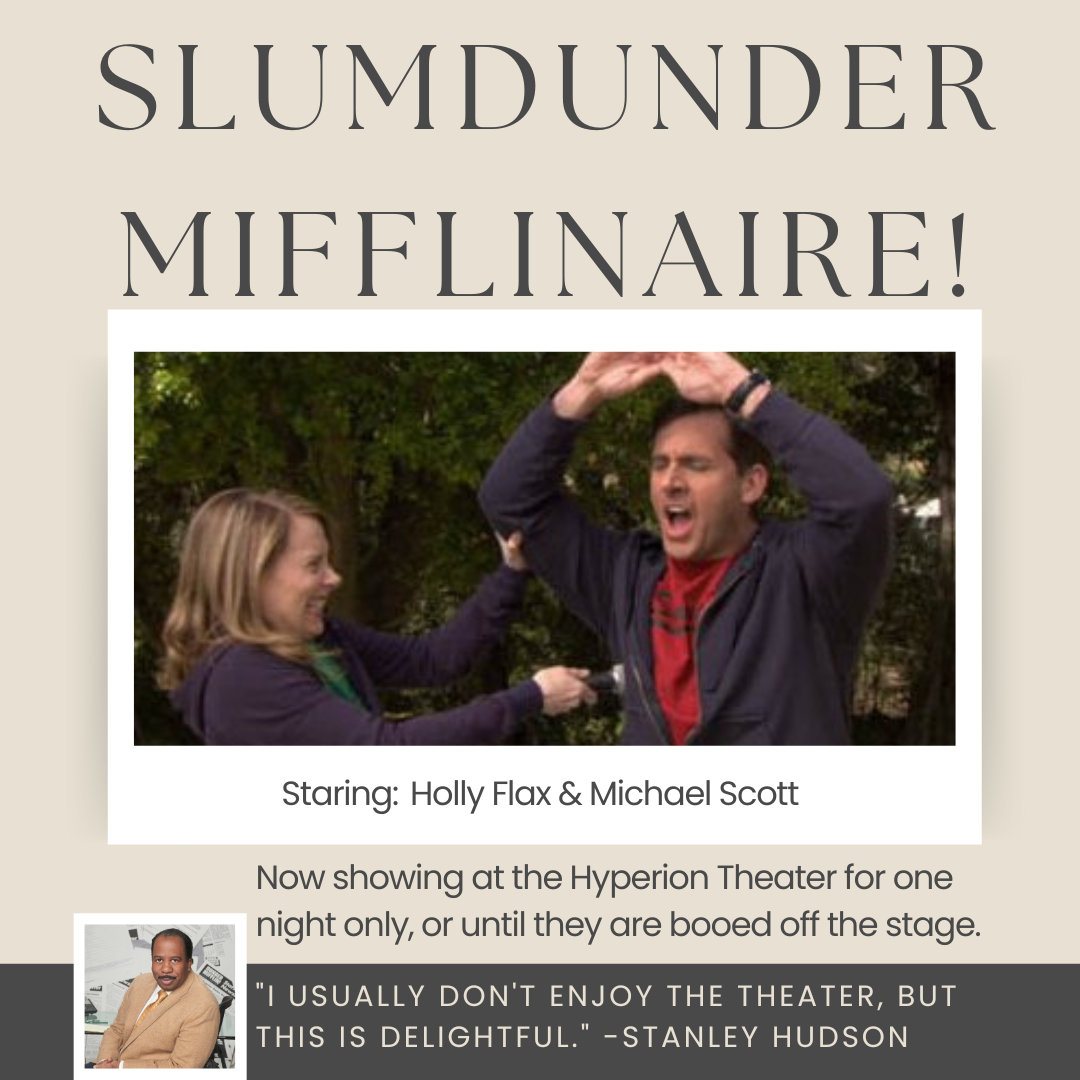 SLUMDUNDER
MIFFLINAIRE!
Staring: Holly Flax & Michael Scott
Now showing at the Hyperion Theater for one
night only, or until they are booed off the stage.
"I USUALLY DON'T ENJOY THE THEATER, BUT
THIS IS DELIGHTFUL." -STANLEY HUDSON